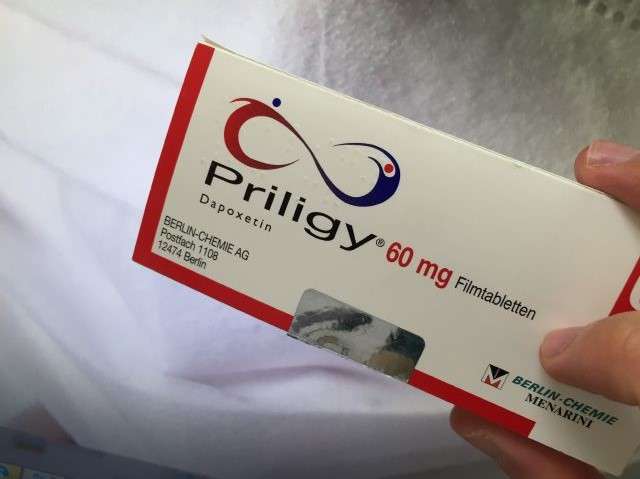 Priligy® 60 mg Filmtabletten
Dapoxetin
BERLIN-CHEMIE AG
Postfach 1108
12474 Berlin
BERLIN-CHEMIE
MENARINI